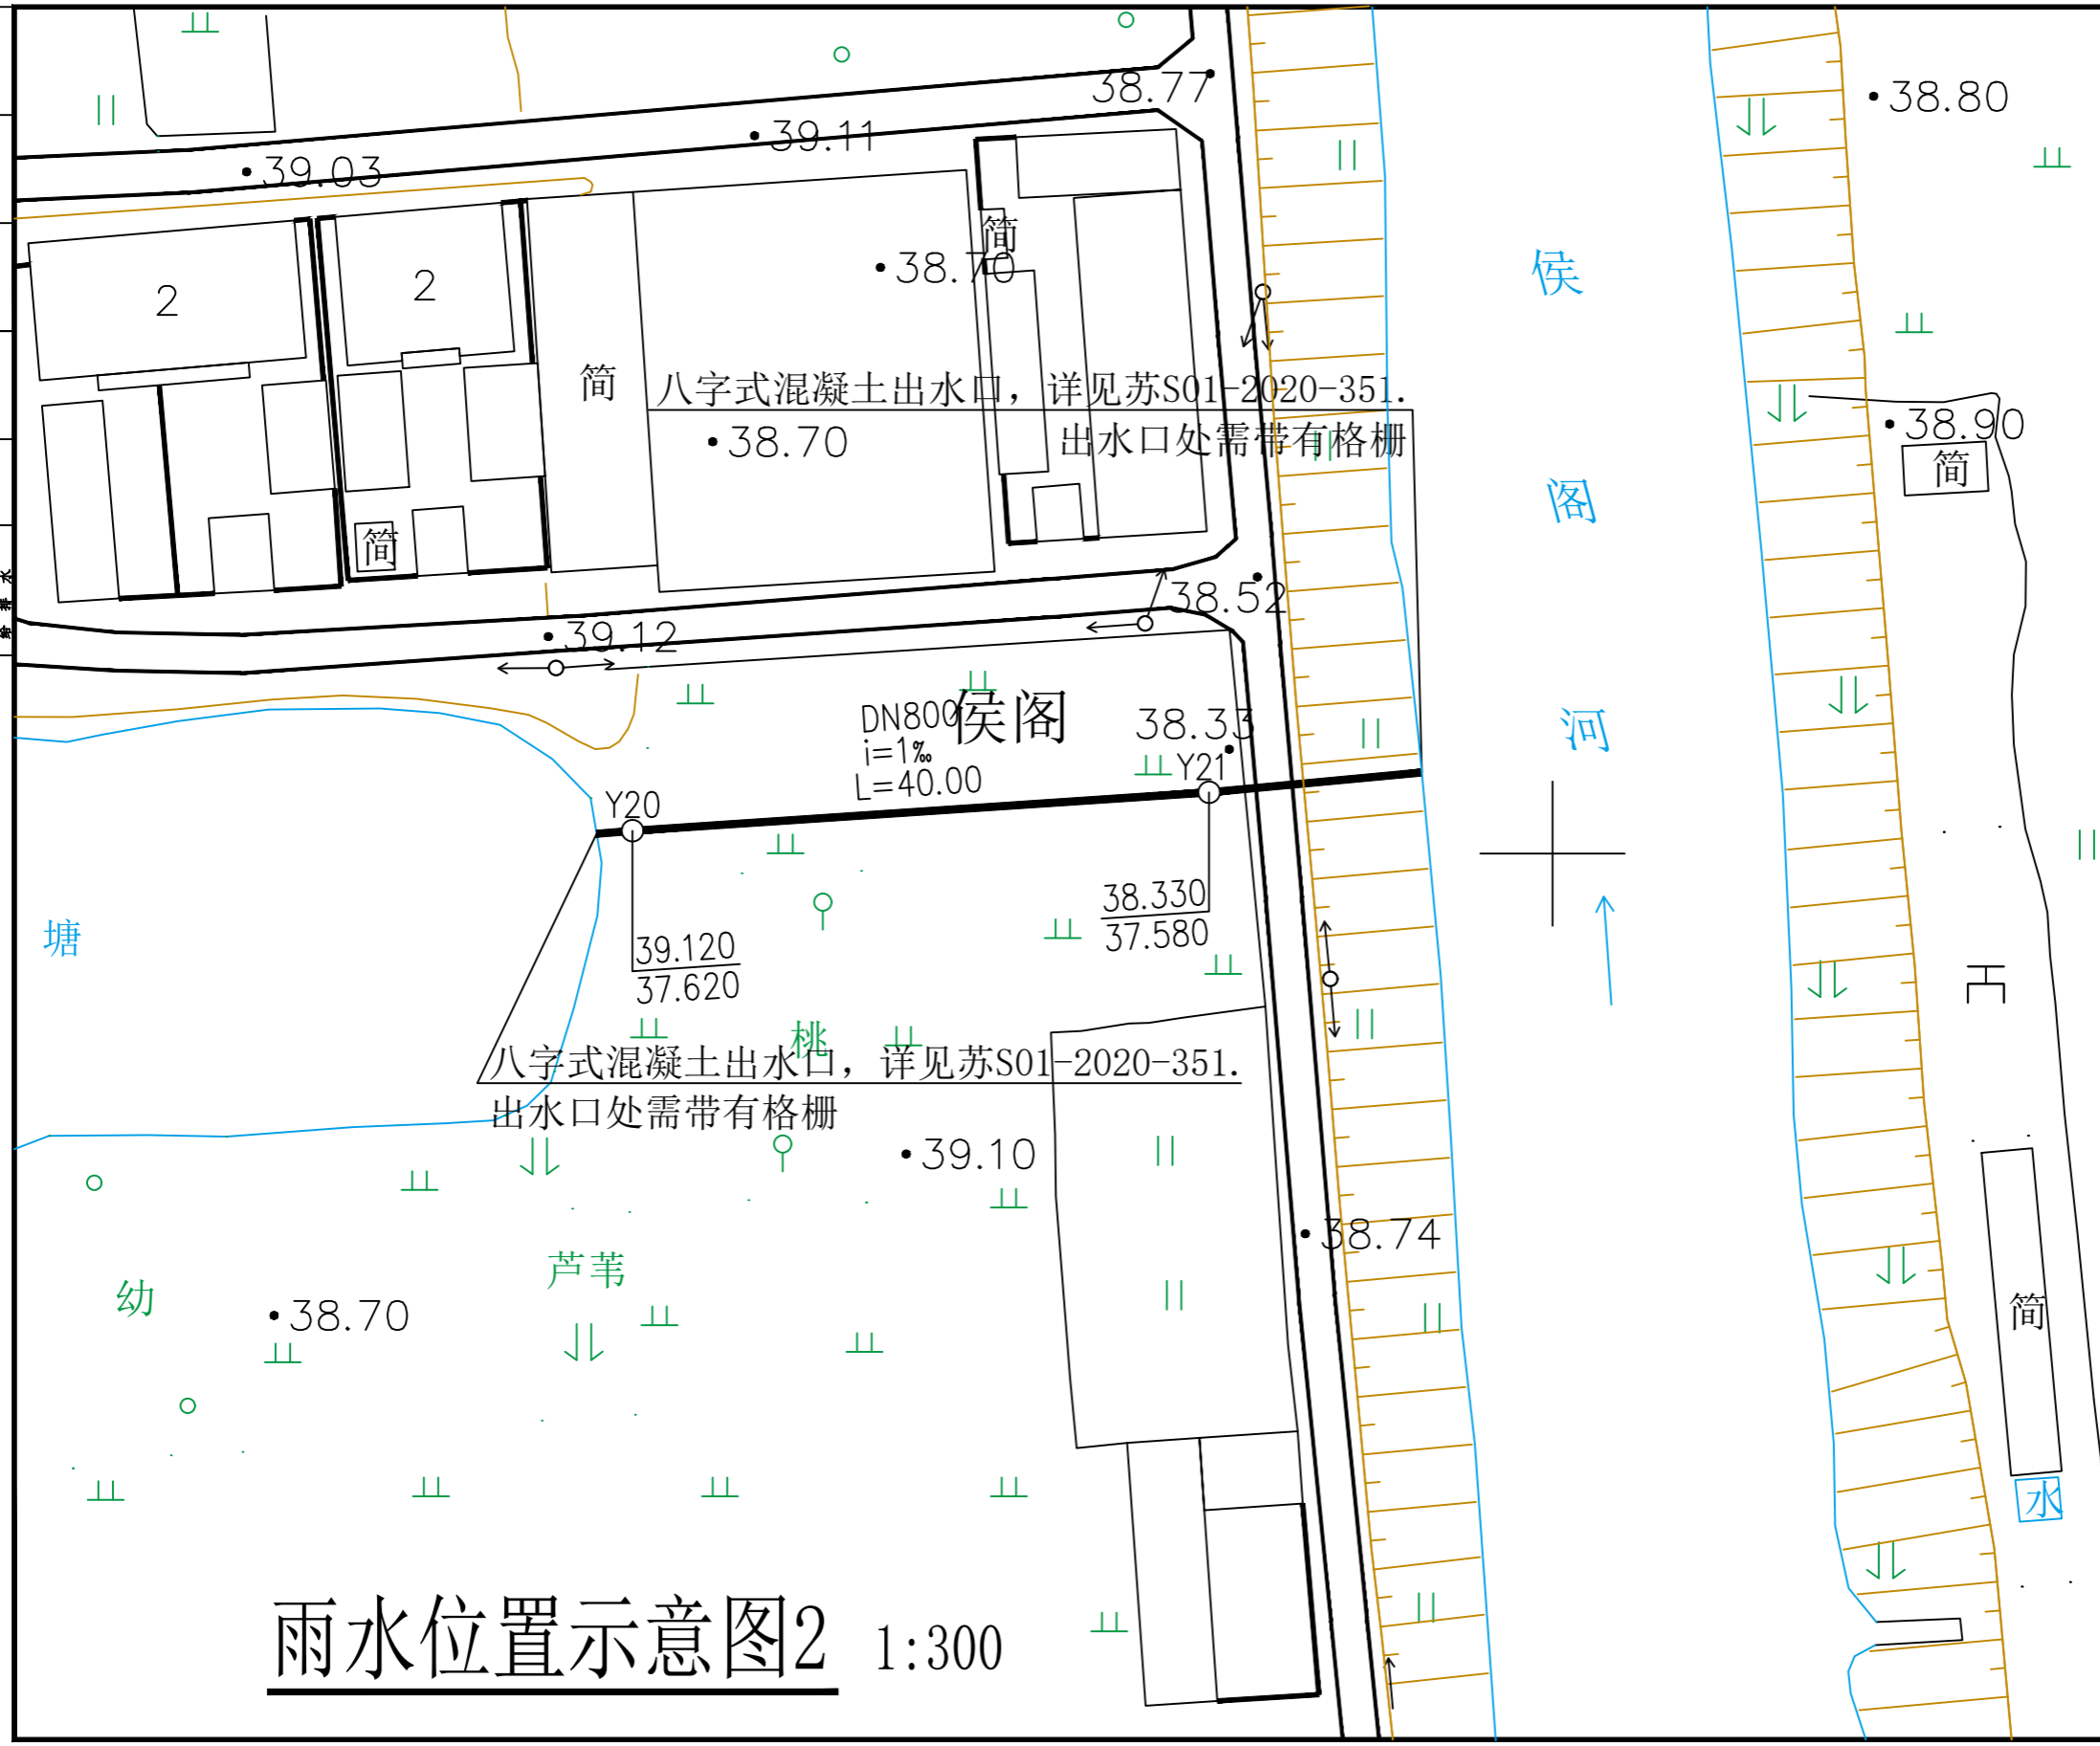 38.77
38.80
39.11
39.03
简
38.70
2
2
侯
简
八字式混凝土出水口，详见苏S01-2020-351.
38.90
38.70
出水口处需带有格栅
简
阁
简
38.52
39.12
侯阁
DN800
38.33
河
i=1‰
Y21
L=40.00
Y20
38.330
37.580
塘
39.120
37.620
工
桃
八字式混凝土出水口，详见苏S01-2020-351.
出水口处需带有格栅
39.10
38.74
芦苇
幼
38.70
简
水
雨水位置示意图2 1:300